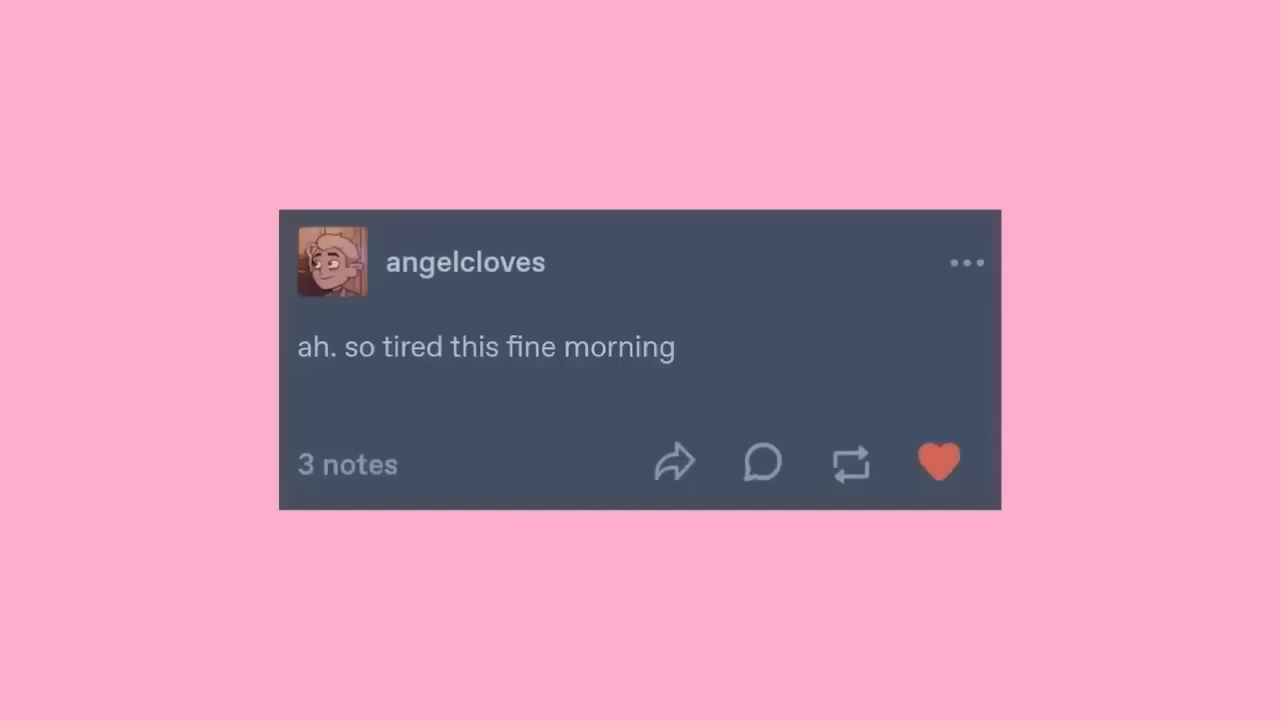 angelcloves
ah. so tired this fine morning
3 notes